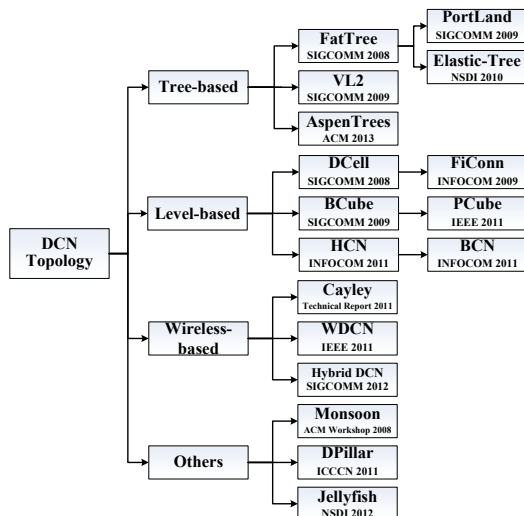 DCN
Topology
Tree-based
FatTree
SIGCOMM 2008
PortLand
SIGCOMM 2009
Elastic-Tree
NSDI 2010
VL2
SIGCOMM 2009
AspenTrees
ACM 2013
Level-based
DCell
SIGCOMM 2008
FiConn
INFOCOM 2009
BCube
SIGCOMM 2009
PCube
IEEE 2011
HCN
INFOCOM 2011
BCN
INFOCOM 2011
Wireless-
based
Cayley
Technical Report 2011
WDCN
IEEE 2011
Hybrid DCN
SIGCOMM 2012
Others
Monsoon
ACM Workshop 2008
DPillar
ICCCN 2011
Jellyfish
NSDI 2012